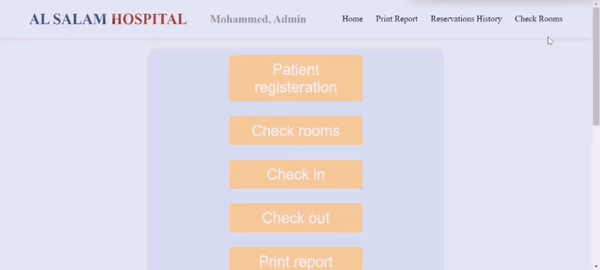 AL SALAM HOSPITAL Mohammed, Admin Home Print Report Reservations History Check Rooms
Patient
registeration
Check rooms
Check in
Check out
Print report